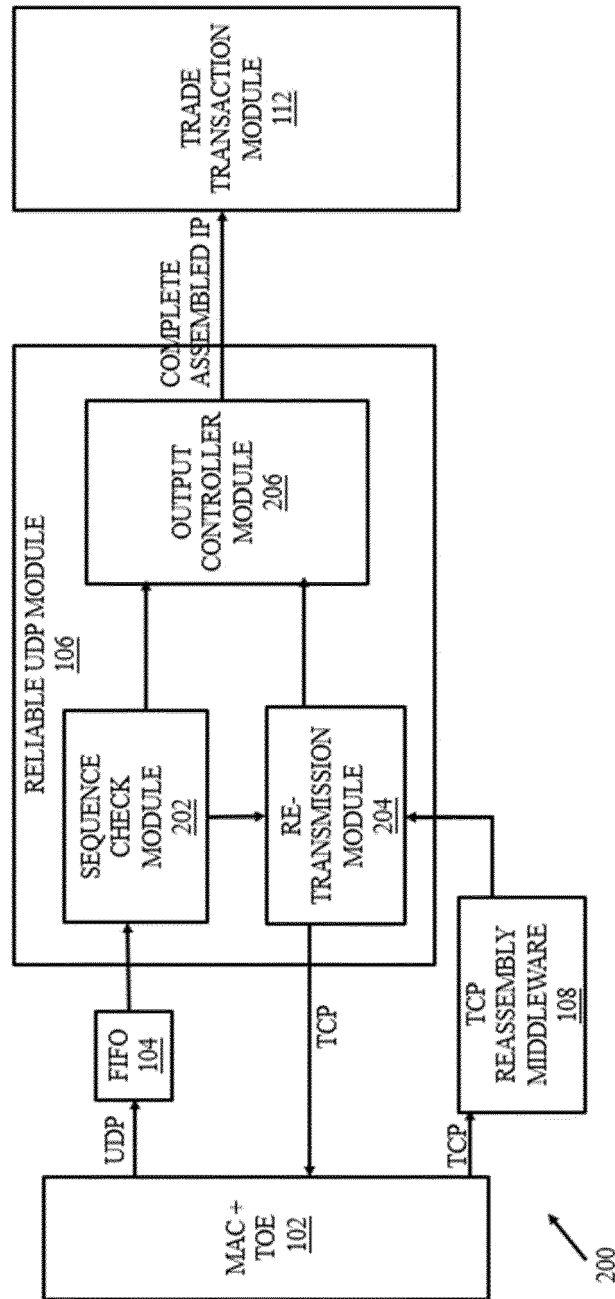 MAC +
TOE
102
UDP
FIFO
104
TCP
TCP
REASSEMBLY
MIDDLEWARE
108
RELIABLE UDP MODULE
106
SEQUENCE
CHECK
MODULE
202
RE-
TRANSMISSION
MODULE
204
OUTPUT
CONTROLLER
MODULE
206
COMPLETE
ASSEMBLED IP
TRADE
TRANSACTION
MODULE
112
200